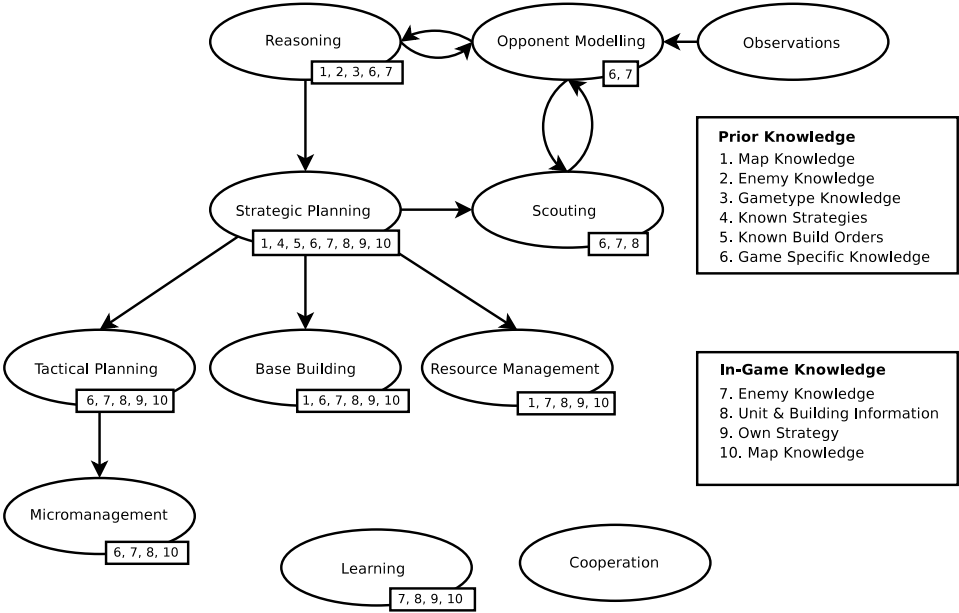 Reasoning
1, 2, 3, 6, 7
Opponent Modelling
6, 7
Observations
Prior Knowledge
1. Map Knowledge
2. Enemy Knowledge
3. Gametype Knowledge
4. Known Strategies
5. Known Build Orders
6. Game Specific Knowledge
Strategic Planning
1, 4, 5, 6, 7, 8, 9, 10
Scouting
6, 7, 8
Tactical Planning
6, 7, 8, 9, 10
Base Building
1, 6, 7, 8, 9, 10
Resource Management
1, 7, 8, 9, 10
In-Game Knowledge
7. Enemy Knowledge
8. Unit & Building Information
9. Own Strategy
10. Map Knowledge
Micromanagement
6, 7, 8, 10
Learning
7, 8, 9, 10
Cooperation